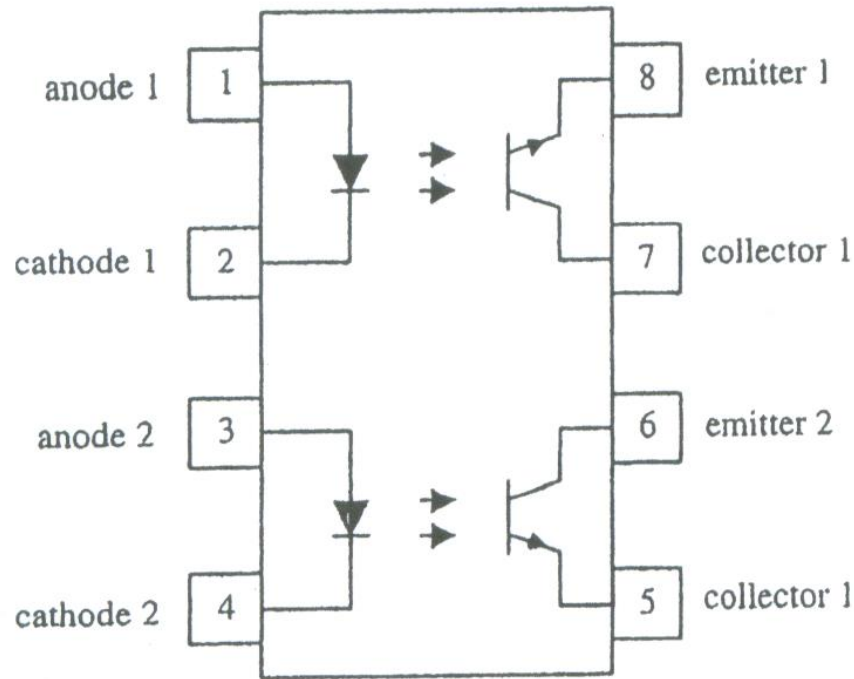 anode 1 1 8 emitter 1
cathode 1 2 7 collector 1
anode 2 3 6 emitter 2
cathode 2 4 5 collector 1